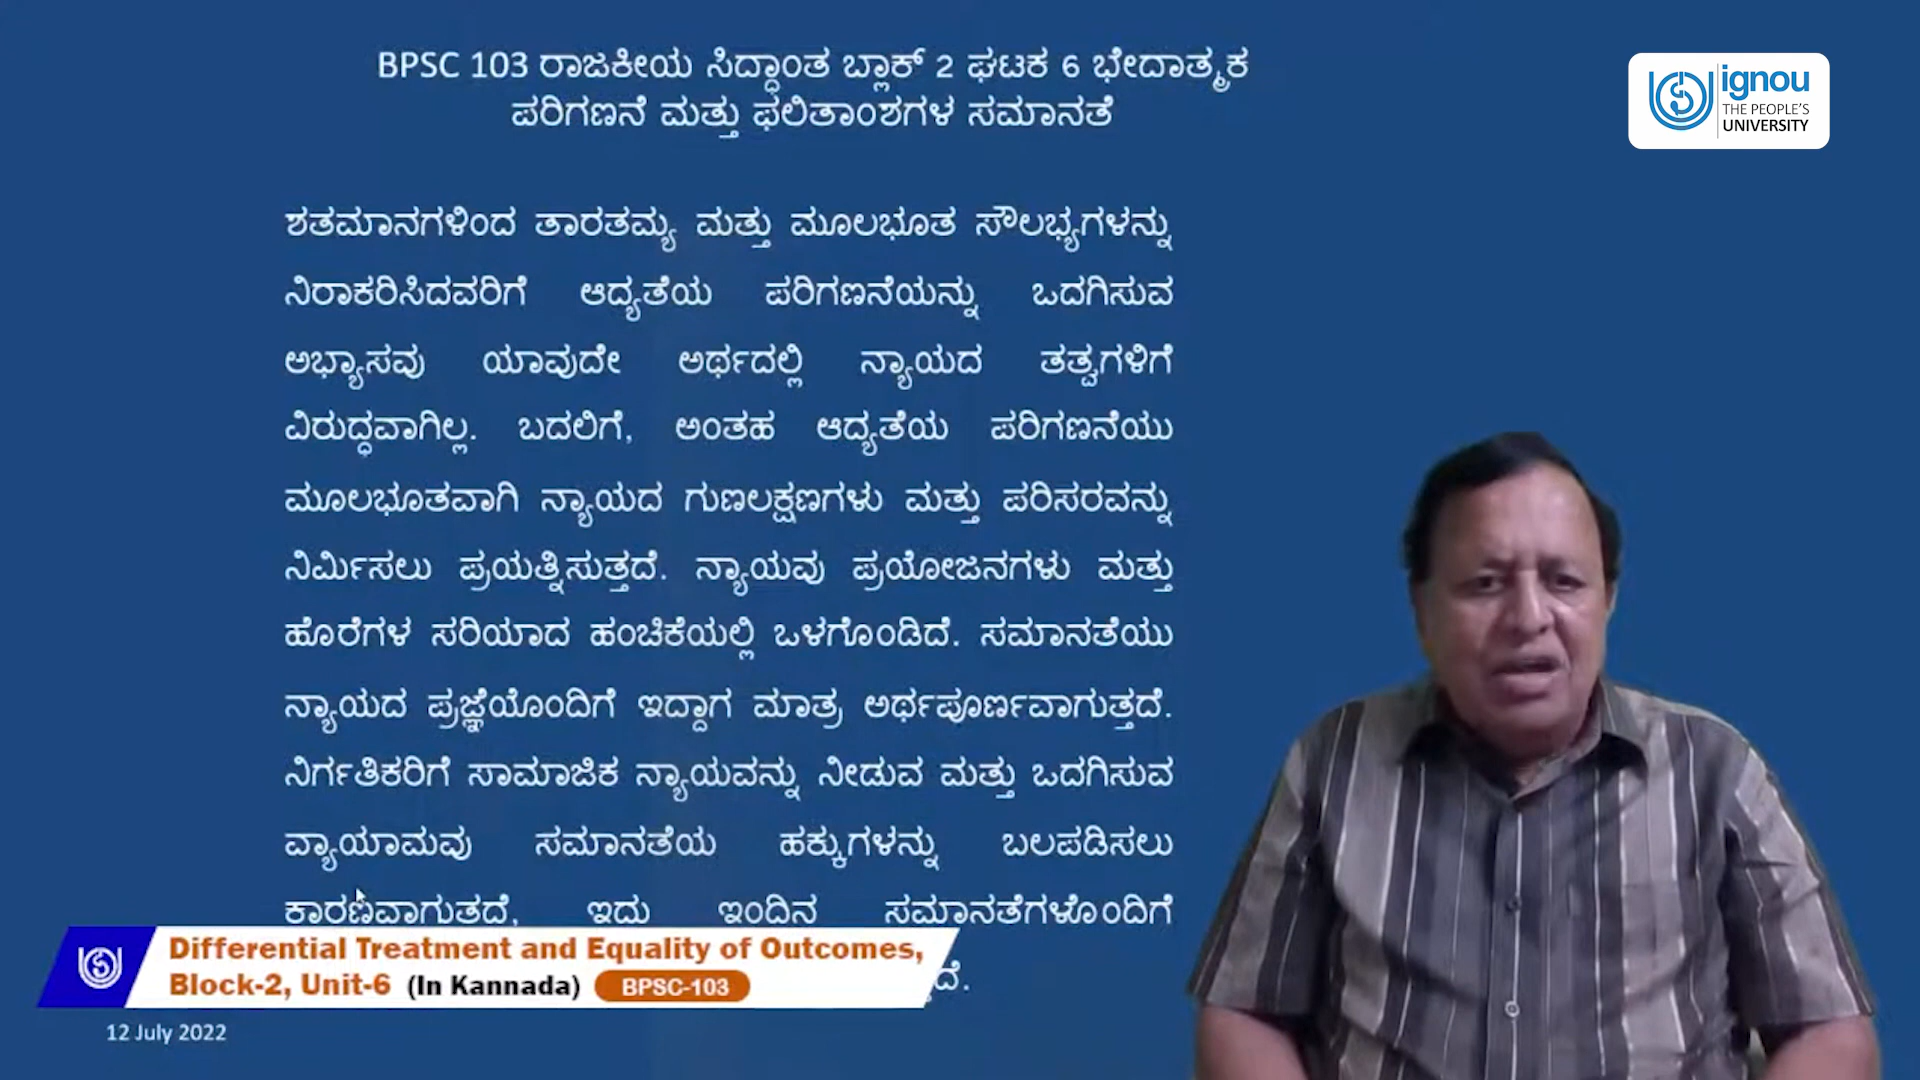 BPSC 103 ರಾಜಕೀಯ ಸಿದ್ಧಾಂತ ಬ್ಲಾಕ್ 2 ಘಟಕ 6 ಭೇದಾತ್ಮಕ
ಪರಿಗಣನೆ ಮತ್ತು ಫಲಿತಾಂಶಗಳ ಸಮಾನತೆ
ignou
THE PEOPLE'S
UNIVERSITY
ಶತಮಾನಗಳಿಂದ ತಾರತಮ್ಯ ಮತ್ತು ಮೂಲಭೂತ ಸೌಲಭ್ಯಗಳನ್ನು
ನಿರಾಕರಿಸಿದವರಿಗೆ ಆದ್ಯತೆಯ ಪರಿಗಣನೆಯನ್ನು ಒದಗಿಸುವ
ಅಭ್ಯಾಸವು ಯಾವುದೇ ಅರ್ಥದಲ್ಲಿ ನ್ಯಾಯದ ತತ್ವಗಳಿಗೆ
ವಿರುದ್ಧವಾಗಿಲ್ಲ. ಬದಲಿಗೆ, ಅಂತಹ ಆದ್ಯತೆಯ ಪರಿಗಣನೆಯು
ಮೂಲಭೂತವಾಗಿ ನ್ಯಾಯದ ಗುಣಲಕ್ಷಣಗಳು ಮತ್ತು ಪರಿಸರವನ್ನು
ನಿರ್ಮಿಸಲು ಪ್ರಯತ್ನಿಸುತ್ತದೆ. ನ್ಯಾಯವು ಪ್ರಯೋಜನಗಳು ಮತ್ತು
ಹೊರೆಗಳ ಸರಿಯಾದ ಹಂಚಿಕೆಯಲ್ಲಿ ಒಳಗೊಂಡಿದೆ. ಸಮಾನತೆಯು
ನ್ಯಾಯದ ಪ್ರಜ್ಞೆಯೊಂದಿಗೆ ಇದ್ದಾಗ ಮಾತ್ರ ಅರ್ಥಪೂರ್ಣವಾಗುತ್ತದೆ.
ನಿರ್ಗತಿಕರಿಗೆ ಸಾಮಾಜಿಕ ನ್ಯಾಯವನ್ನು ನೀಡುವ ಮತ್ತು ಒದಗಿಸುವ
ವ್ಯಾಯಾಮವು ಸಮಾನತೆಯ ಹಕ್ಕುಗಳನ್ನು ಬಲಪಡಿಸಲು
ಕಾರಣವಾಗುತ್ತದೆ, ಇದು ಇಂದಿನ ಸಮಾನತೆಗಳೊಂದಿಗೆ
Differential Treatment and Equality of Outcomes,
Block-2, Unit-6 (In Kannada) BPSC-103
12 July 2022